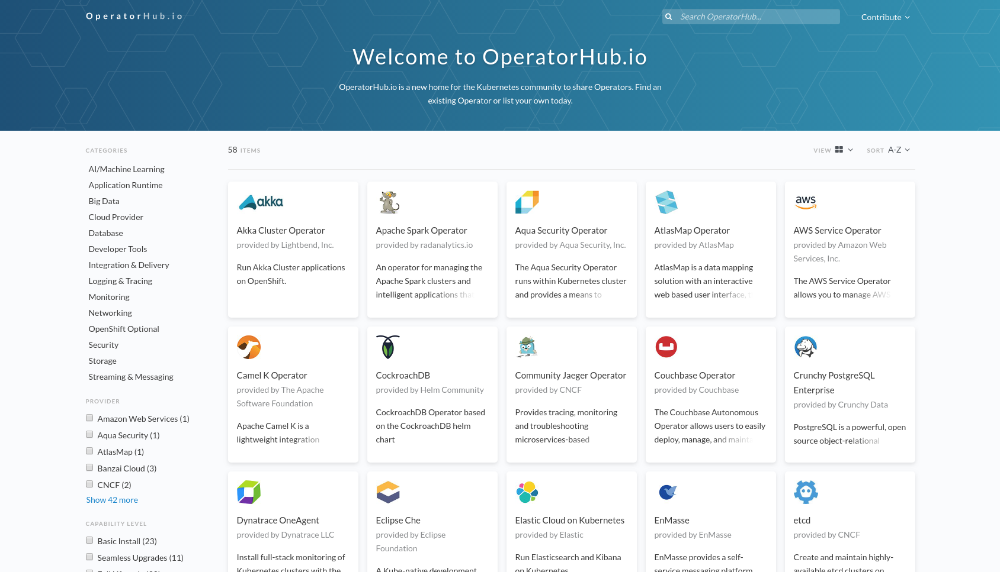 OperatorHub.io
Search OperatorHub...
Contribute
Welcome to OperatorHub.io
OperatorHub.io is a new home for the Kubernetes community to share Operators. Find an
existing Operator or list your own today.
CATEGORIES
AI/Machine Learning
Application Runtime
Big Data
Cloud Provider
Database
Developer Tools
Integration & Delivery
Logging & Tracing
Monitoring
Networking
OpenShift Optional
Security
Storage
Streaming & Messaging
PROVIDER
Amazon Web Services (1)
Aqua Security (1)
AtlasMap (1)
Banzai Cloud (3)
CNCF (2)
Show 42 more
CAPABILITY LEVEL
Basic Install (23)
Seamless Upgrades (11)
58 ITEMS
VIEW
SORT A-Z
akka
Akka Cluster Operator
provided by Lightbend, Inc.
Run Akka Cluster applications
on OpenShift.
Apache Spark Operator
provided by radanalytics.io
An operator for managing the
Apache Spark clusters and
intelligent applications tha
Aqua Security Operator
provided by Aqua Security, Inc.
The Aqua Security Operator
runs within Kubernetes cluster
and provides a means to
AtlasMap Operator
provided by AtlasMap
AtlasMap is a data mapping
solution with an interactive
web based user interface, t
aws
AWS Service Operator
provided by Amazon Web
Services, Inc.
The AWS Service Operator
allows you to manage AWS
Camel K Operator
provided by The Apache
Software Foundation
Apache Camel K is a
lightweight integration
CockroachDB
provided by Helm Community
CockroachDB Operator based
on the CockroachDB helm
chart
Community Jaeger Operator
provided by CNCF
Provides tracing, monitoring
and troubleshooting
microservices-based
Couchbase Operator
provided by Couchbase
The Couchbase Autonomous
Operator allows users to easily
deploy, manage, and mainta
Crunchy PostgreSQL
Enterprise
provided by Crunchy Data
PostgreSQL is a powerful, open
source object-relational
Dynatrace OneAgent
provided by Dynatrace LLC
Install full-stack monitoring of
Kubernetes clusters with the
Eclipse Che
provided by Eclipse
Foundation
A Kube-native development
Elastic Cloud on Kubernetes
provided by Elastic
Run Elasticsearch and Kibana
on Kubernetes
EnMasse
provided by EnMasse
EnMasse provides a self-
service messaging platform
etcd
provided by CNCF
Create and maintain highly-
available etcd clusters on